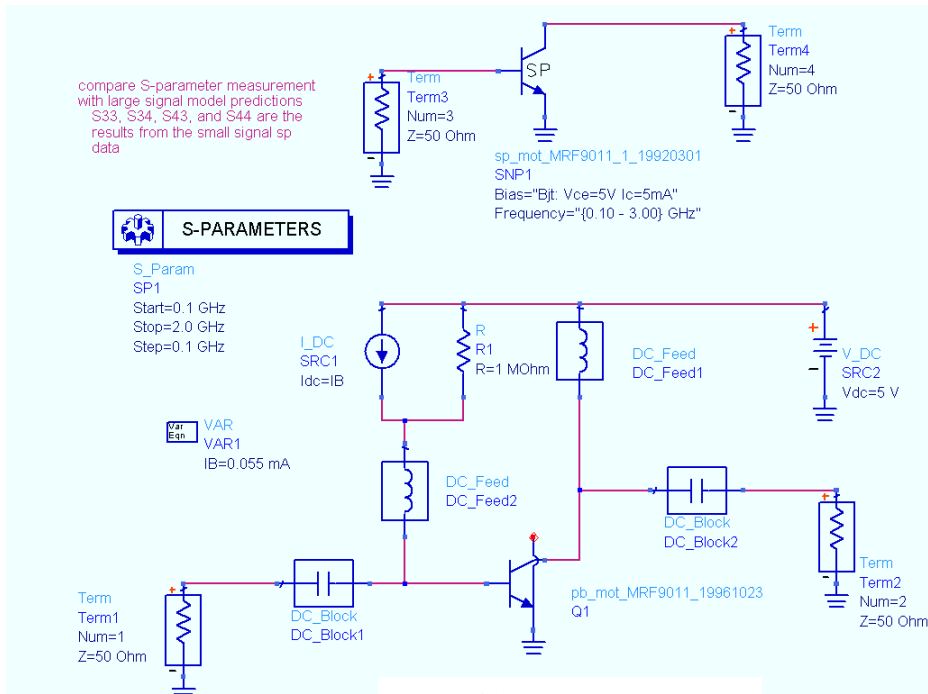 compare S-parameter measurement
with large signal model predictions
S33, S34, S43, and S44 are the
results from the small signal sp
data
+
Term
Term3
Num=3
Z=50 Ohm
-
SP
+
Term
Term4
Num=4
Z=50 Ohm
-
sp_mot_MRF9011_1_19920301
SNP1
Bias="Bjt: Vce=5V Ic=5mA"
Frequency="{0.10 - 3.00} GHz"
S-PARAMETERS
S_Param
SP1
Start=0.1 GHz
Stop=2.0 GHz
Step=0.1 GHz
I_DC
SRC1
Idc=IB
R
R1
R=1 MOhm
DC_Feed
DC_Feed1
+
-
V_DC
SRC2
Vdc=5 V
Var
Eqn
VAR
VAR1
IB=0.055 mA
DC_Feed
DC_Feed2
DC_Block
DC_Block2
+
-
Term
Term2
Num=2
Z=50 Ohm
pb_mot_MRF9011_19961023
Q1
DC_Block
DC_Block1
Term
Term1
Num=1
Z=50 Ohm
+
-